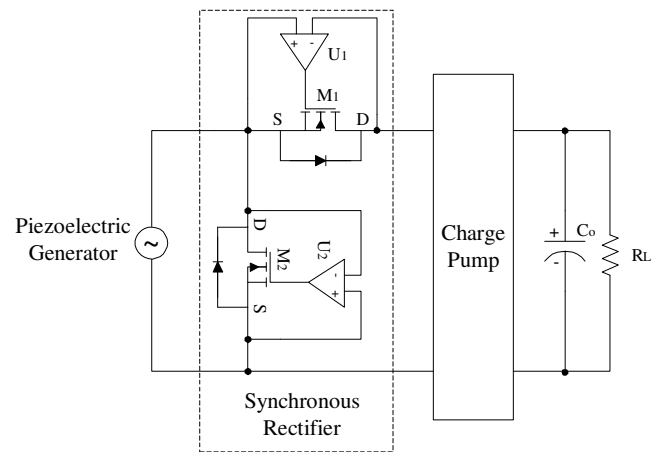 + -
U1
M1
S D
Piezoelectric
Generator
~
D
M2
S
U2
-
+
Charge
Pump
+
-
Co
RL
Synchronous
Rectifier